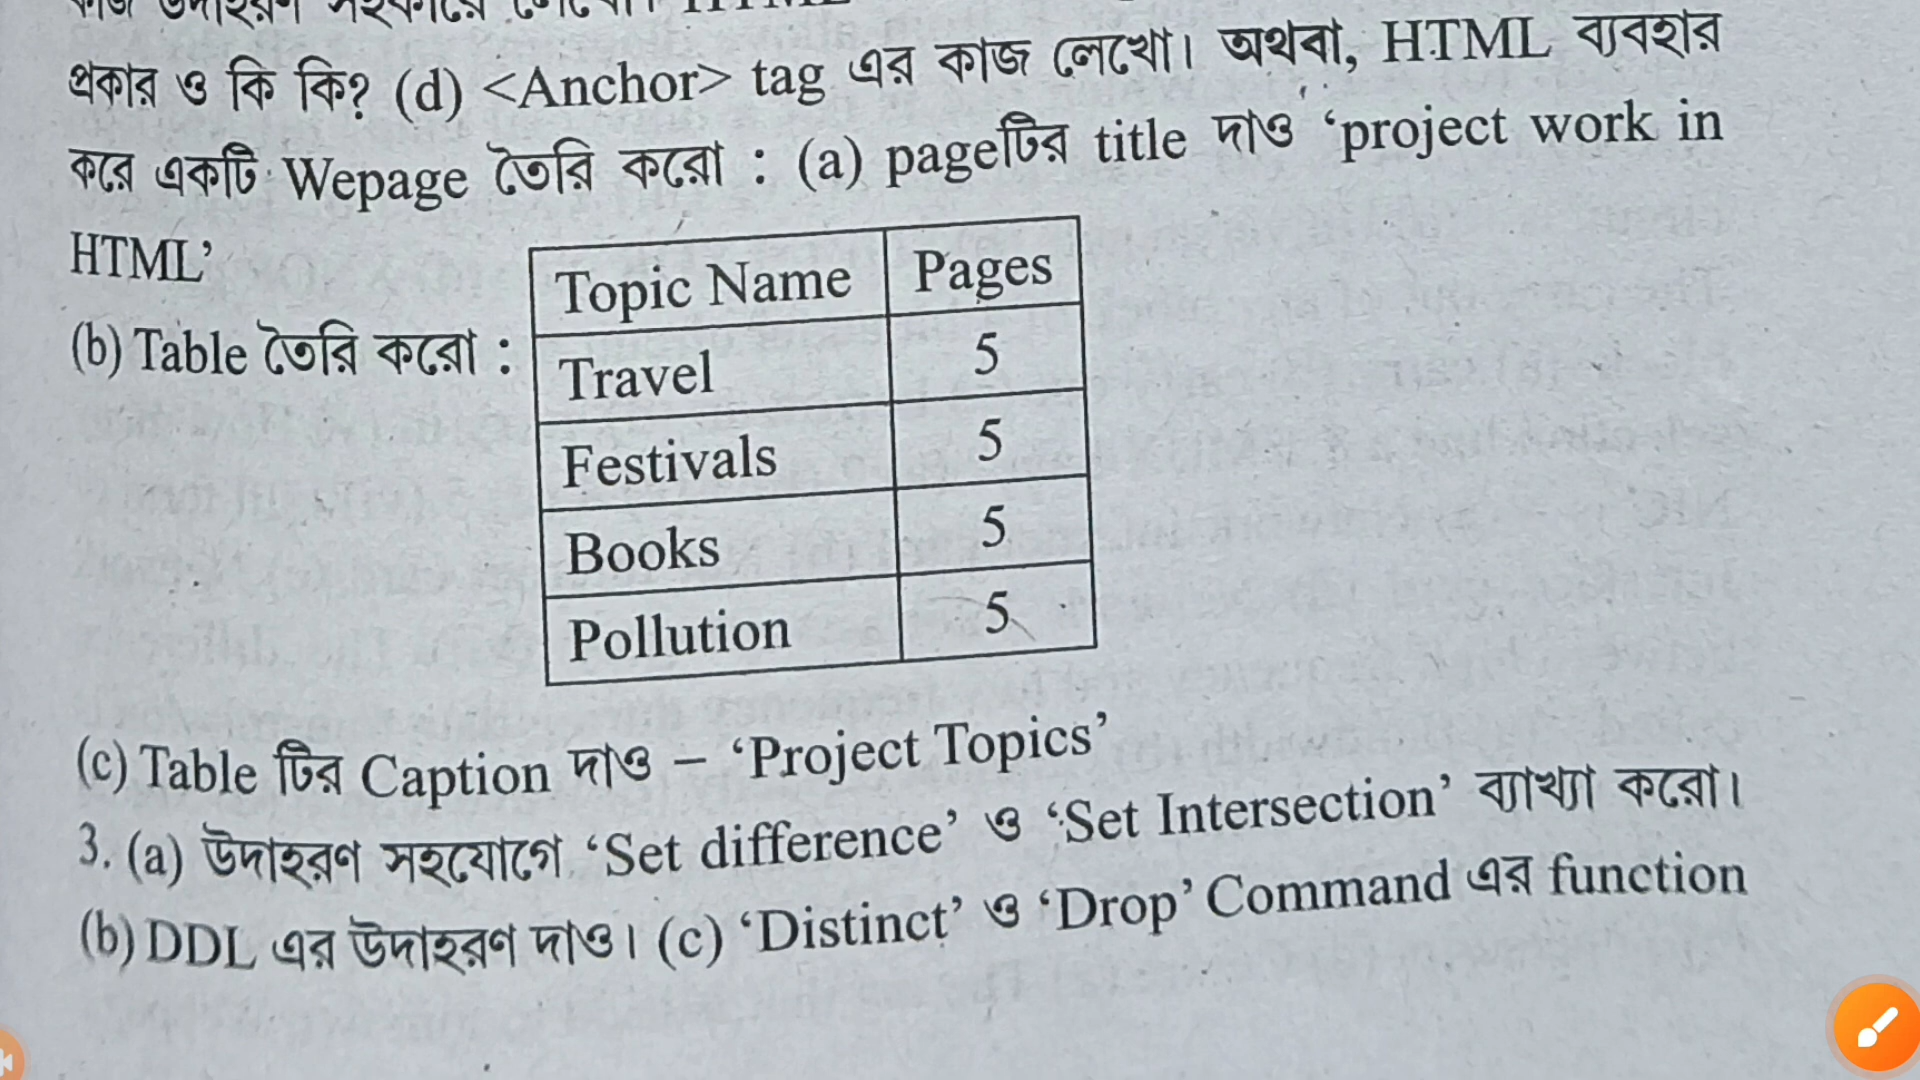 প্রকার ও কি কি? (d) <Anchor> tag এর কাজ লেখো। অথবা, HTML ব্যবহার
করে একটি Wepage তৈরি করো : (a) pageটির title দাও ‘project work in
HTML’
(b) Table তৈরি করো :
Topic Name Pages
Travel 5
Festivals 5
Books 5
Pollution 5
(c) Table টির Caption দাও – ‘Project Topics’
3. (a) উদাহরণ সহযোগে ‘Set difference’ ও ‘Set Intersection’ ব্যাখ্যা করো।
(b) DDL এর উদাহরণ দাও। (c) ‘Distinct’ ও ‘Drop’ Command এর function